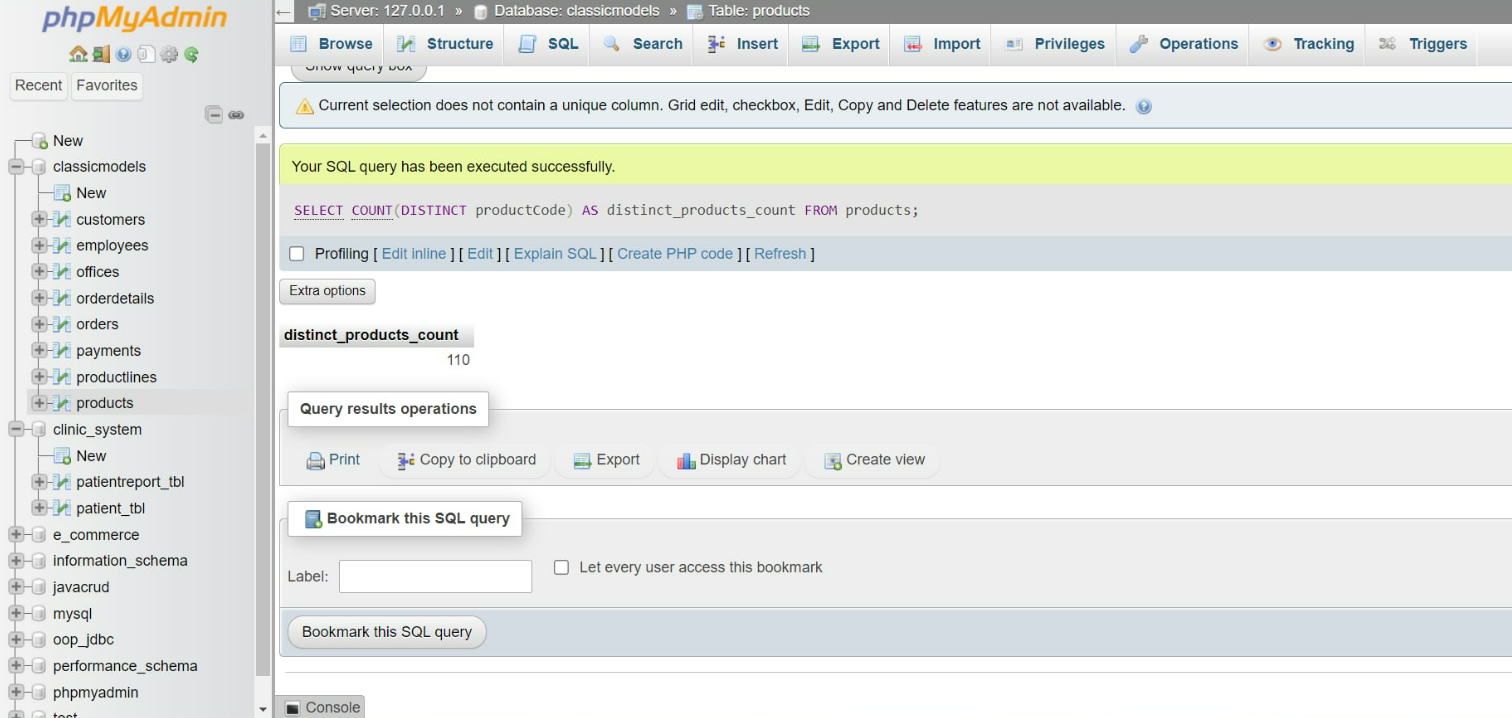 phpMyAdmin
Recent Favorites
New
classicmodels
New
customers
employees
offices
orderdetails
orders
payments
productlines
products
clinic_system
New
patientreport_tbl
patient_tbl
e_commerce
information_schema
javacrud
mysql
oop_jdbc
performance_schema
phpmyadmin
test
Server: 127.0.0.1 » Database: classicmodels » Table: products
Browse Structure SQL Search Insert Export Import Privileges Operations Tracking Triggers
Show query box
Current selection does not contain a unique column. Grid edit, checkbox, Edit, Copy and Delete features are not available.
Your SQL query has been executed successfully.
SELECT COUNT(DISTINCT productCode) AS distinct_products_count FROM products;
Profiling [ Edit inline ] [ Edit ] [ Explain SQL ] [ Create PHP code ] [ Refresh ]
Extra options
distinct_products_count
110
Query results operations
Print Copy to clipboard Export Display chart Create view
Bookmark this SQL query
Label: Let every user access this bookmark
Bookmark this SQL query
Console